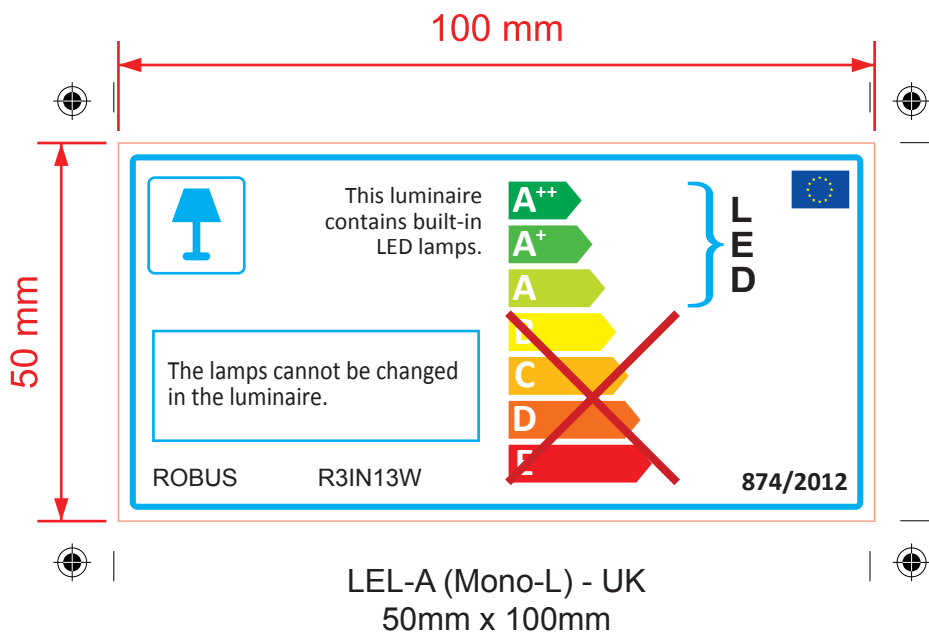 100 mm
50 mm
This luminaire
contains built-in
LED lamps.
A++
A+
A
B
C
D
E
L
E
D
The lamps cannot be changed
in the luminaire.
ROBUS R3IN13W
874/2012
LEL-A (Mono-L) - UK
50mm x 100mm